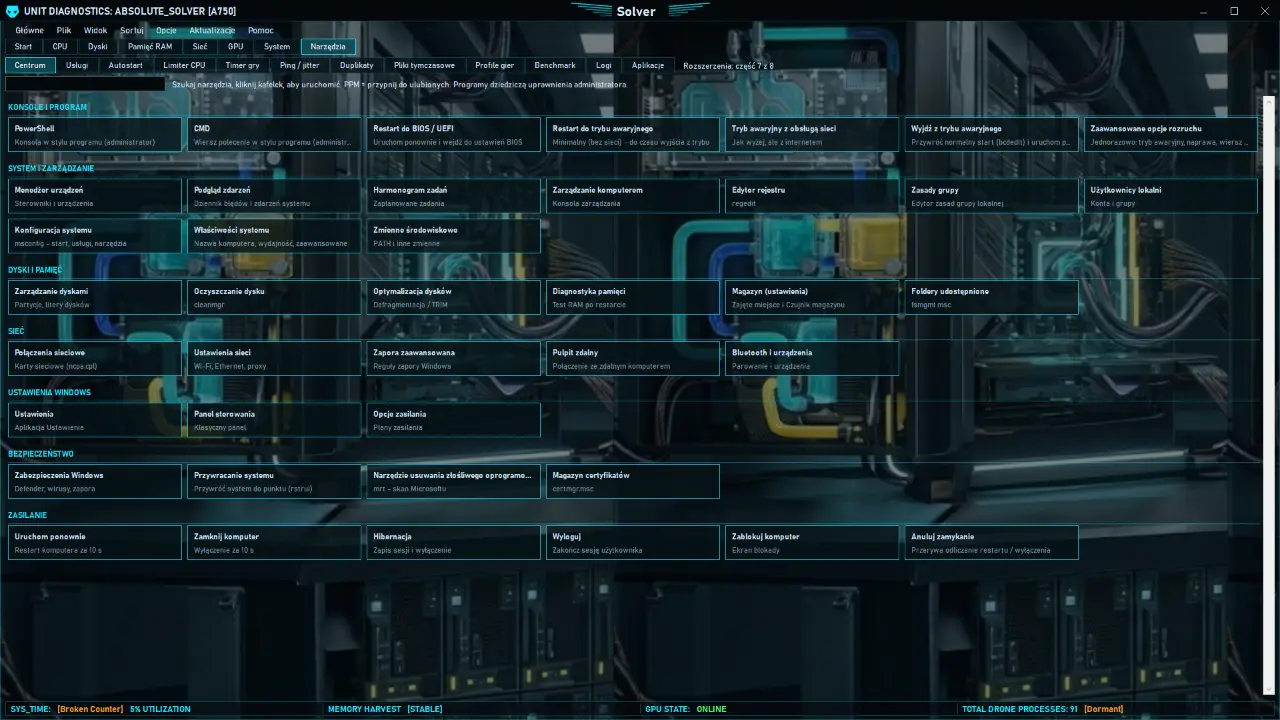 UNIT DIAGNOSTICS: ABSOLUTE_SOLVER [A750]
Solver
Główne Plik Widok Sortuj Opcje Aktualizacje Pomoc
Start CPU Dyski Pamięć RAM Sieć GPU System Narzędzia
Centrum Usługi Autostart Limiter CPU Timer gry Ping / jitter Duplikaty Pliki tymczasowe Profile gier Benchmark Logi Aplikacje Rozszerzenia: część 7 z 8
Szukaj narzędzia, kliknij kafelek, aby uruchomić. PPM = przypnij do ulubionych. Programy dziedziczą uprawnienia administratora.
KONSOLE I PROGRAM
PowerShell CMD Restart do BIOS / UEFI Restart do trybu awaryjnego Tryb awaryjny z obsługą sieci Wyjdź z trybu awaryjnego Zaawansowane opcje rozruchu
Konsola w stylu programu (administrator) Wiersz polecenia w stylu programu (administr... Uruchom ponownie i wejdź do ustawień BIOS Minimalny (bez sieci) - do czasu wyjścia z trybu Jak wyżej, ale z internetem Przywróć normalny start (bcdedit) i uruchom p... Jednorazowo: tryb awaryjny, naprawa, wiersz ...
SYSTEM I ZARZĄDZANIE
Menedżer urządzeń Podgląd zdarzeń Harmonogram zadań Zarządzanie komputerem Edytor rejestru Zasady grupy Użytkownicy lokalni
Sterowniki i urządzenia Dziennik błędów i zdarzeń systemu Zaplanowane zadania Konsola zarządzania regedit Edytor zasad grupy lokalnej Konta i grupy
Konfiguracja systemu Właściwości systemu Zmienne środowiskowe
msconfig - start, usługi, narzędzia Nazwa komputera, wydajność, zaawansowane PATH i inne zmienne
DYSKI I PAMIĘĆ
Zarządzanie dyskami Oczyszczanie dysku Optymalizacja dysków Diagnostyka pamięci Magazyn (ustawienia) Foldery udostępnione
Partycje, litery dysków cleanmgr Defragmentacja / TRIM Test RAM po restarcie Zajęte miejsce i Czujnik magazynu fsmgmt.msc
SIEĆ
Połączenia sieciowe Ustawienia sieci Zapora zaawansowana Pulpit zdalny Bluetooth i urządzenia
Karty sieciowe (ncpa.cpl) Wi-Fi, Ethernet, proxy Reguły zapory Windows Połączenie ze zdalnym komputerem Parowanie i urządzenia
USTAWIENIA WINDOWS
Ustawienia Panel sterowania Opcje zasilania
Aplikacja Ustawienia Klasyczny panel Plany zasilania
BEZPIECZEŃSTWO
Zabezpieczenia Windows Przywracanie systemu Narzędzie usuwania złośliwego oprogramo... Magazyn certyfikatów
Defender, wirusy, zapora Przywróć system do punktu (rstrui) mrt - skan Microsoftu certmgr.msc
ZASILANIE
Uruchom ponownie Zamknij komputer Hibernacja Wyloguj Zablokuj komputer Anuluj zamykanie
Restart komputera za 10 s Wyłączenie za 10 s Zapis sesji i wyłączenie Zakończ sesję użytkownika Ekran blokady Przerywa odliczanie restartu / wyłączenia
SYS_TIME: [Broken Counter] 5% UTILIZATION MEMORY HARVEST [STABLE] GPU STATE: ONLINE TOTAL DRONE PROCESSES: 91 [Dormant]